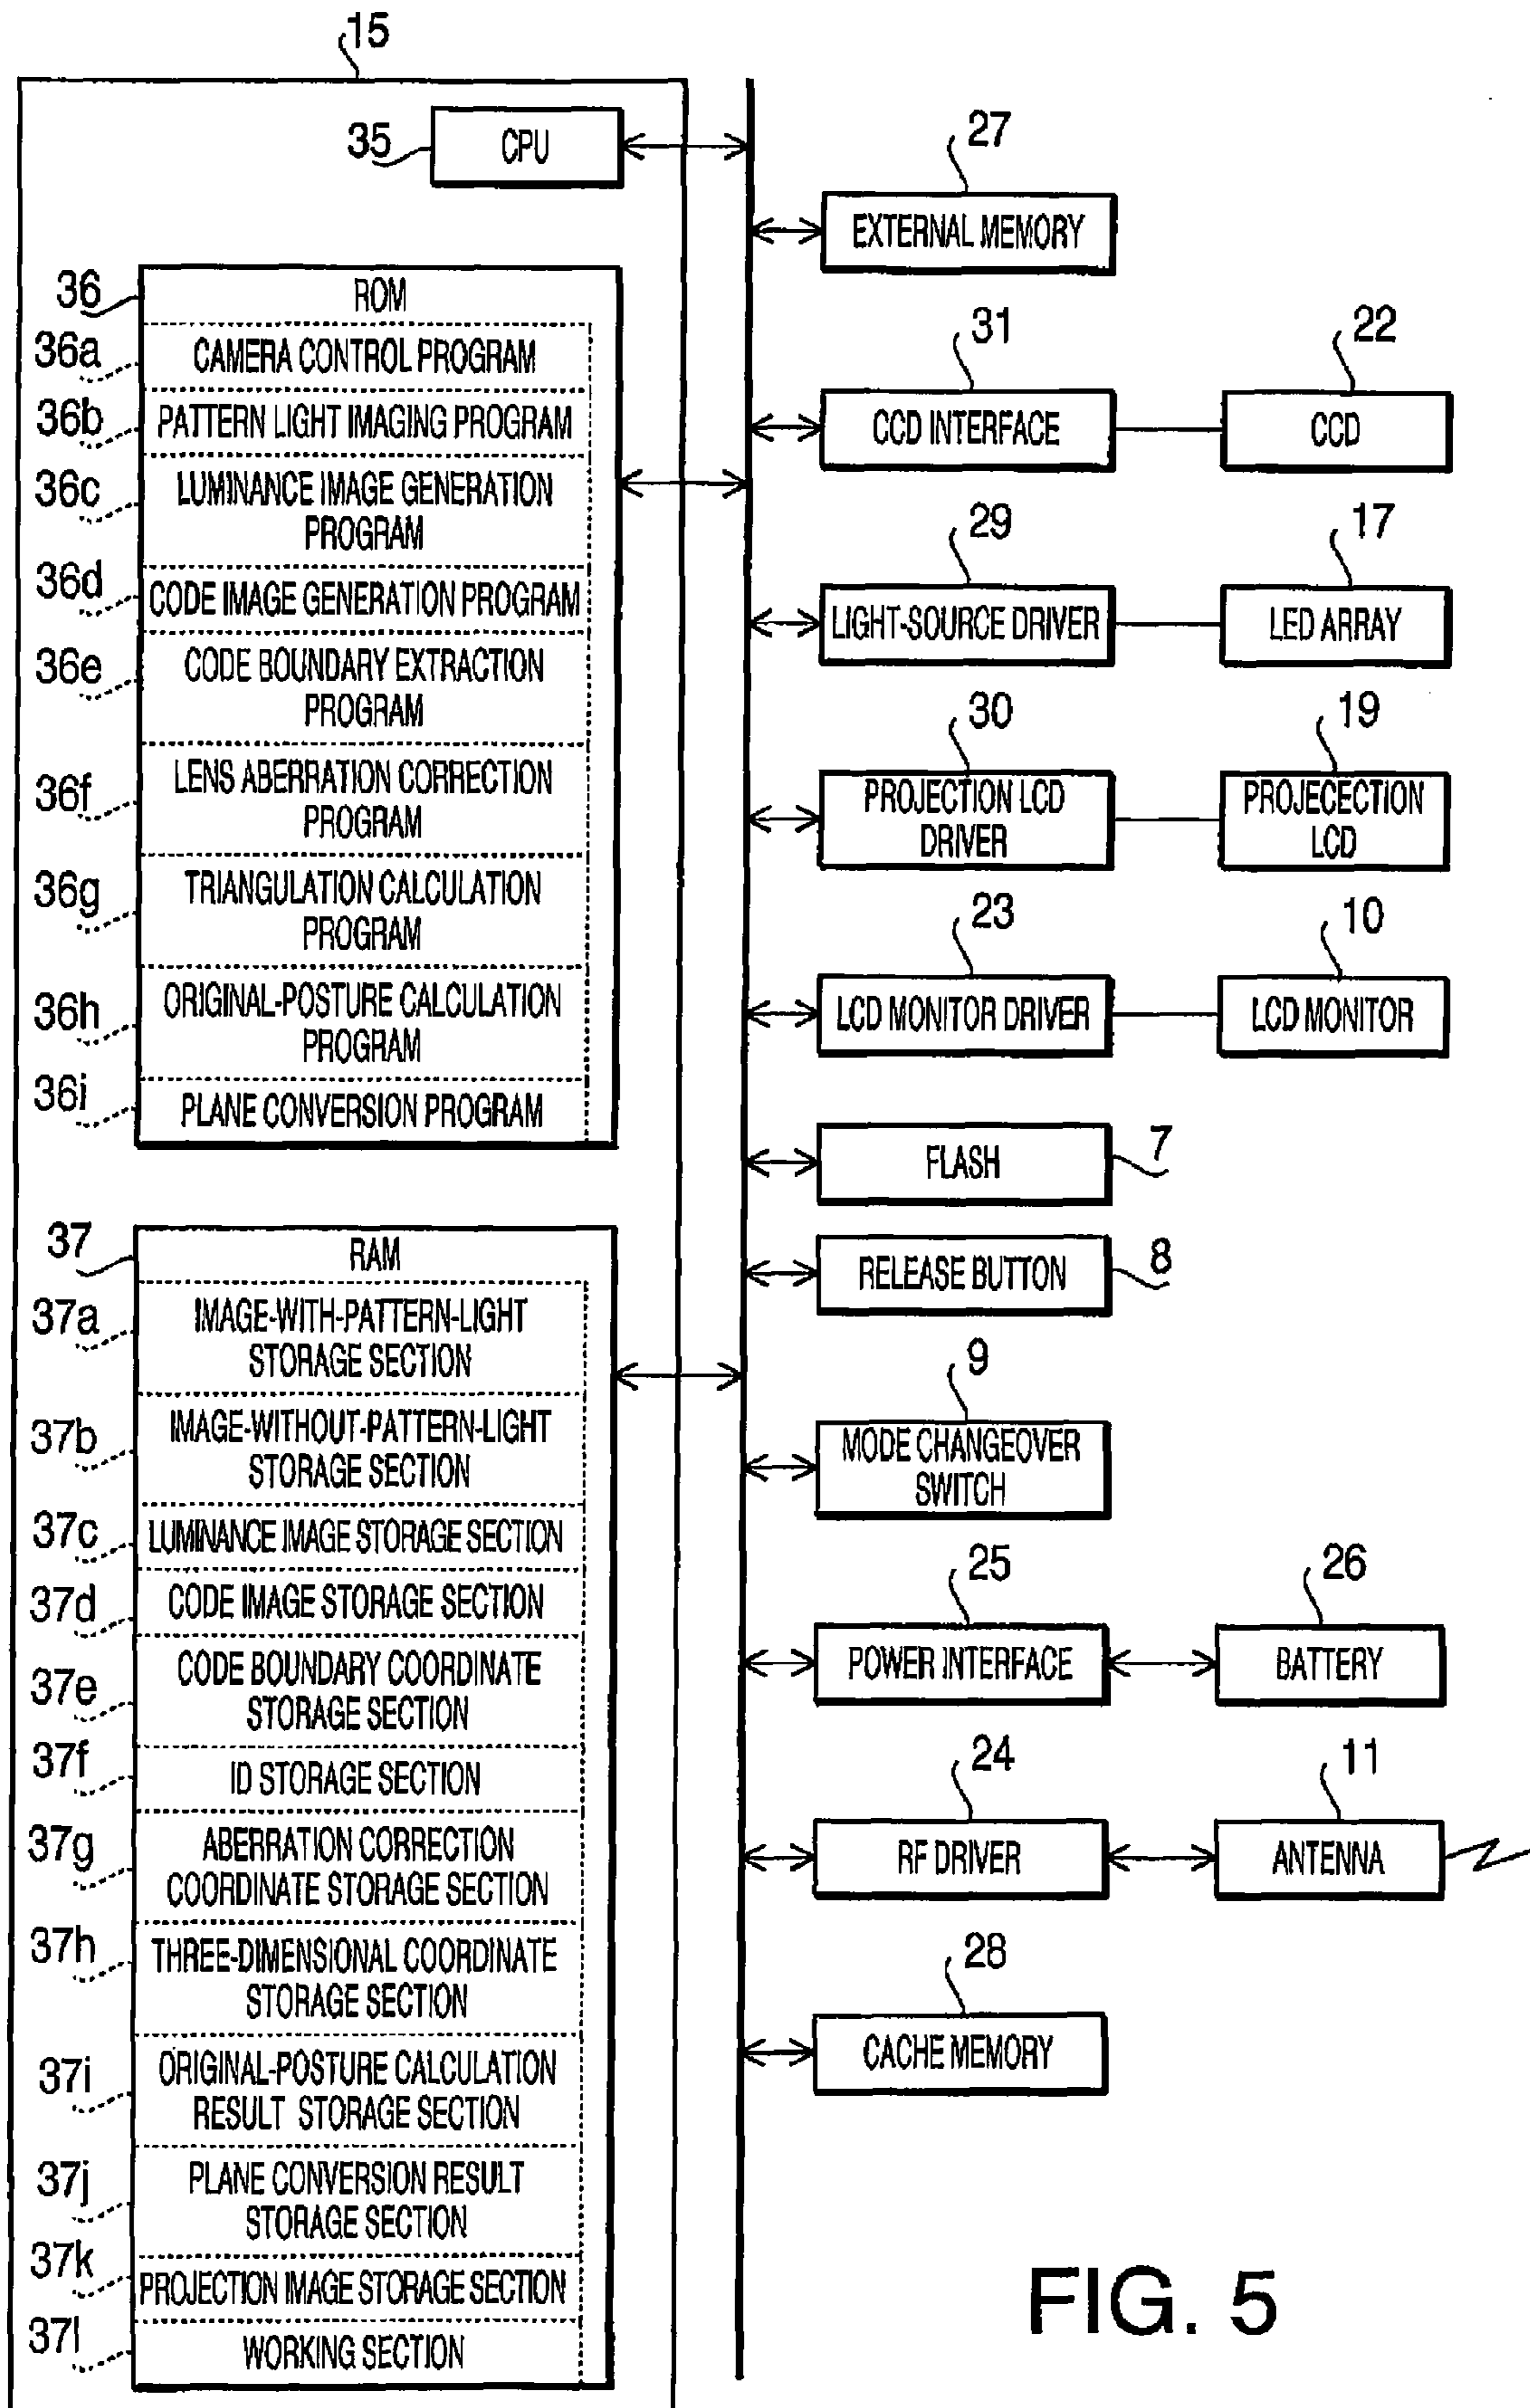 15
35
CPU
36
ROM
36a
CAMERA CONTROL PROGRAM
36b
PATTERN LIGHT IMAGING PROGRAM
36c
LUMINANCE IMAGE GENERATION
PROGRAM
36d
CODE IMAGE GENERATION PROGRAM
36e
CODE BOUNDARY EXTRACTION
PROGRAM
36f
LENS ABERRATION CORRECTION
PROGRAM
36g
TRIANGULATION CALCULATION
PROGRAM
36h
ORIGINAL-POSTURE CALCULATION
PROGRAM
36i
PLANE CONVERSION PROGRAM
37
RAM
37a
IMAGE-WITH-PATTERN-LIGHT
STORAGE SECTION
37b
IMAGE-WITHOUT-PATTERN-LIGHT
STORAGE SECTION
37c
LUMINANCE IMAGE STORAGE SECTION
37d
CODE IMAGE STORAGE SECTION
37e
CODE BOUNDARY COORDINATE
STORAGE SECTION
37f
ID STORAGE SECTION
37g
ABERRATION CORRECTION
COORDINATE STORAGE SECTION
37h
THREE-DIMENSIONAL COORDINATE
STORAGE SECTION
37i
ORIGINAL-POSTURE CALCULATION
RESULT STORAGE SECTION
37j
PLANE CONVERSION RESULT
STORAGE SECTION
37k
PROJECTION IMAGE STORAGE SECTION
37l
WORKING SECTION
27
EXTERNAL MEMORY
31
CCD INTERFACE
22
CCD
29
LIGHT-SOURCE DRIVER
17
LED ARRAY
30
PROJECTION LCD
DRIVER
19
PROJECECTION
LCD
23
LCD MONITOR DRIVER
10
LCD MONITOR
FLASH
7
RELEASE BUTTON
8
9
MODE CHANGEOVER
SWITCH
25
POWER INTERFACE
26
BATTERY
24
RF DRIVER
11
ANTENNA
28
CACHE MEMORY
FIG. 5